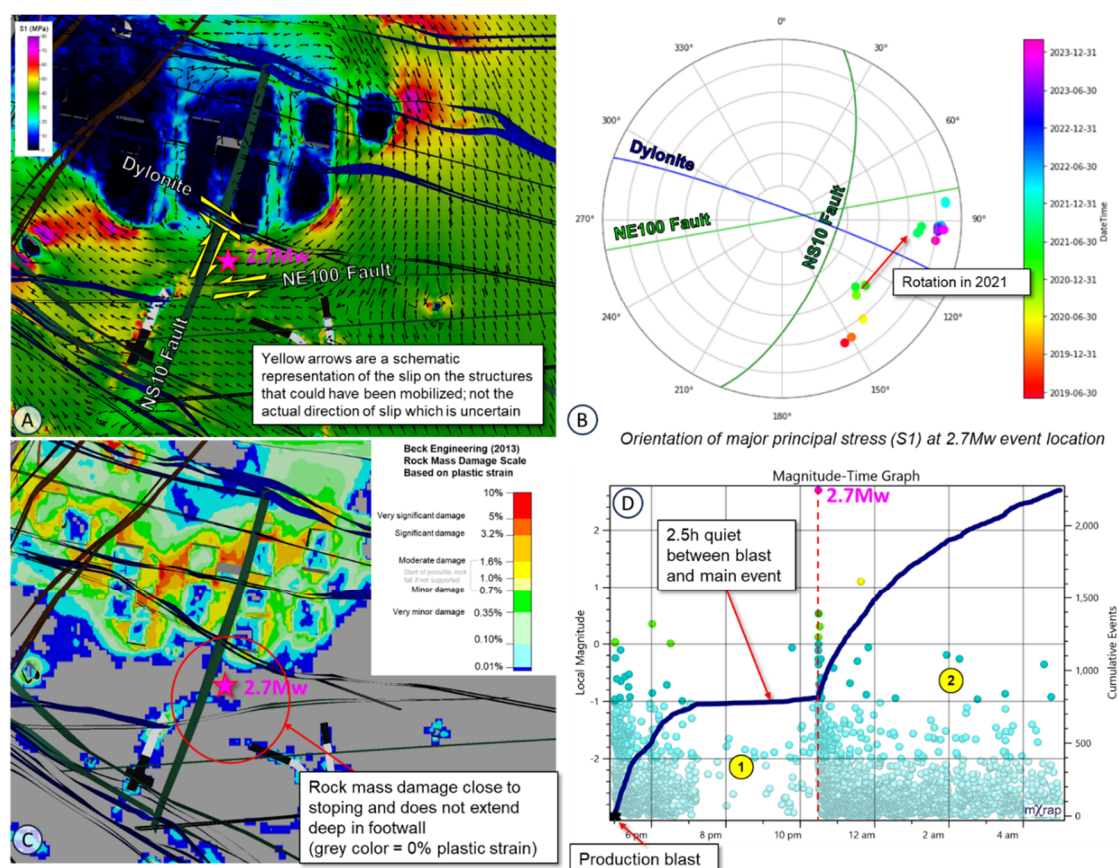 S1 (MPa)
80
70
60
50
40
30
20
10
0
Dylonite
2.7Mw
NE100 Fault
NS10 Fault
Yellow arrows are a schematic
representation of the slip on the structures
that could have been mobilized; not the
actual direction of slip which is uncertain
A
0°
30°
60°
90°
120°
150°
180°
210°
240°
270°
300°
330°
Dylonite
NE100 Fault
NS10 Fault
Rotation in 2021
2023-12-31
2023-06-30
2022-12-31
2022-06-30
2021-12-31
2021-06-30
2020-12-31
2020-06-30
2019-12-31
2019-06-30
DateTime
B
Orientation of major principal stress (S1) at 2.7Mw event location
Beck Engineering (2013)
Rock Mass Damage Scale
Based on plastic strain
10%
Very significant damage 5%
Significant damage 3.2%
Moderate damage 1.6%
Start of possible rock
fall if not supported
1.0%
Minor damage 0.7%
Very minor damage 0.35%
0.10%
0.01%
2.7Mw
Rock mass damage close to
stoping and does not extend
deep in footwall
(grey color = 0% plastic strain)
C
Magnitude-Time Graph
D
2.7Mw
2.5h quiet
between blast
and main event
Local Magnitude
2
1
0
-1
-2
Cumulative Events
2,000
1,500
1,000
500
0
1
2
mXrap
6 pm
8 pm
10 pm
12 am
2 am
4 am
Production blast